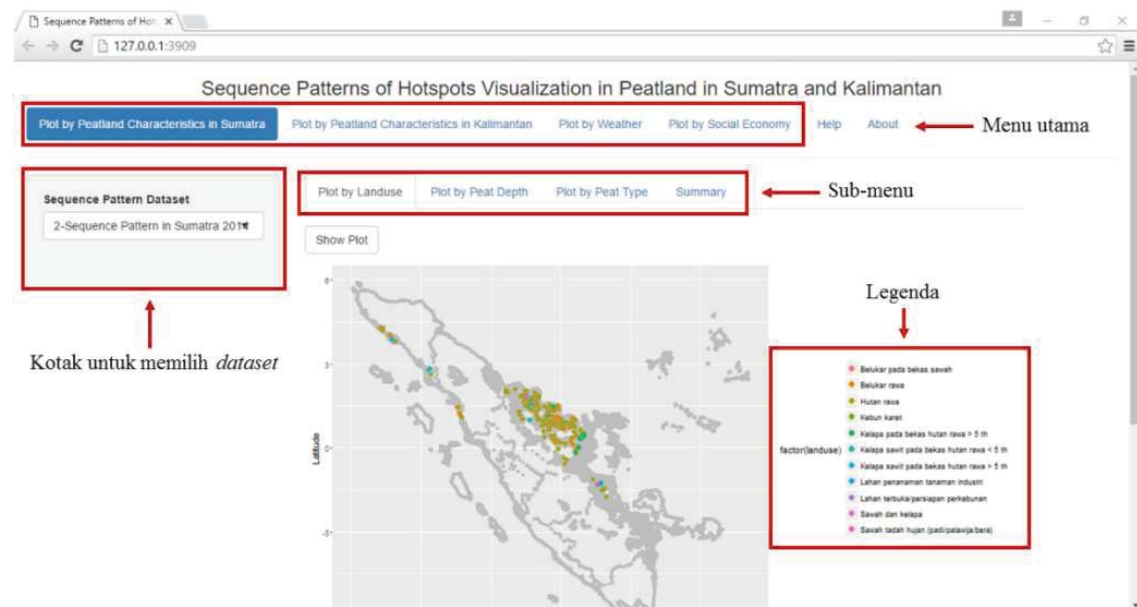 Sequence Patterns of Hot
127.0.0.1:3909
Sequence Patterns of Hotspots Visualization in Peatland in Sumatra and Kalimantan
Plot by Peatland Characteristics in Sumatra Plot by Peatland Characteristics in Kalimantan Plot by Weather Plot by Social Economy Help About Menu utama
Plot by Landuse Plot by Peat Depth Plot by Peat Type Summary Sub-menu
Sequence Pattern Dataset
2-Sequence Pattern in Sumatra
Show Plot
Kotak untuk memilih dataset
Legenda
6
3
0
-3
Latitude
factor(landuse)
Belukar pada bekas sawah
Belukar rawa
Hutan rawa
Kebun karet
Kelapa pada bekas hutan rawa > 5 th
Kelapa sawit pada bekas hutan rawa < 5 th
Kelapa sawit pada bekas hutan rawa > 5 th
Lahan penanaman tanaman industri
Lahan terbuka/persiapan perkebunan
Sawah dan kelapa
Sawah tadah hujan (padi/palawija/bera)